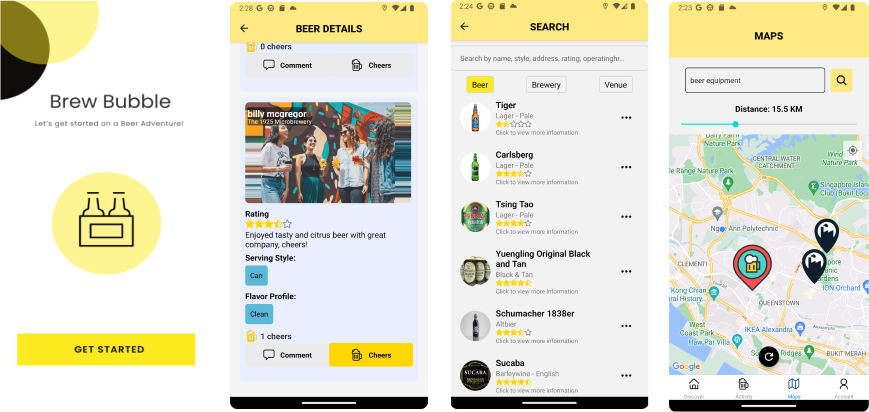 Brew Bubble
Let's get started on a Beer Adventure!
GET STARTED
2:28
BEER DETAILS
0 cheers
Comment
Cheers
billy mcgregor
The 1925 Microbrewery
Rating
Enjoyed tasty and citrus beer with great
company, cheers!
Serving Style:
Can
Flavor Profile:
Clean
1 cheers
Comment
Cheers
2:24
SEARCH
Search by name, style, address, rating, operatinghr...
Beer
Brewery
Venue
Tiger
Lager - Pale
Click to view more information
Carlsberg
Lager - Pale
Click to view more information
Tsing Tao
Lager - Pale
Click to view more information
Yuengling Original Black
and Tan
Black & Tan
Click to view more information
Schumacher 1838er
Altbier
Click to view more information
SUCABA
Sucaba
Barleywine - English
Click to view more information
2:23
MAPS
beer equipment
Distance: 15.5 KM
Dairy Farm
Nature Park
CENTRAL WATER
CATCHMENT
Range Nature Park
Singapore Island
Club (Bukit
Ngee Ann Polytechnic
CLEMENTI
Kong Chian
ral History...
ION Orchard
QUEENSTOWN
West
Coast Park
IKEA-Alexandra
Haw Par Villa
Ridges
BUKIT MERAH
Google
Discover
Activity
Maps
Account